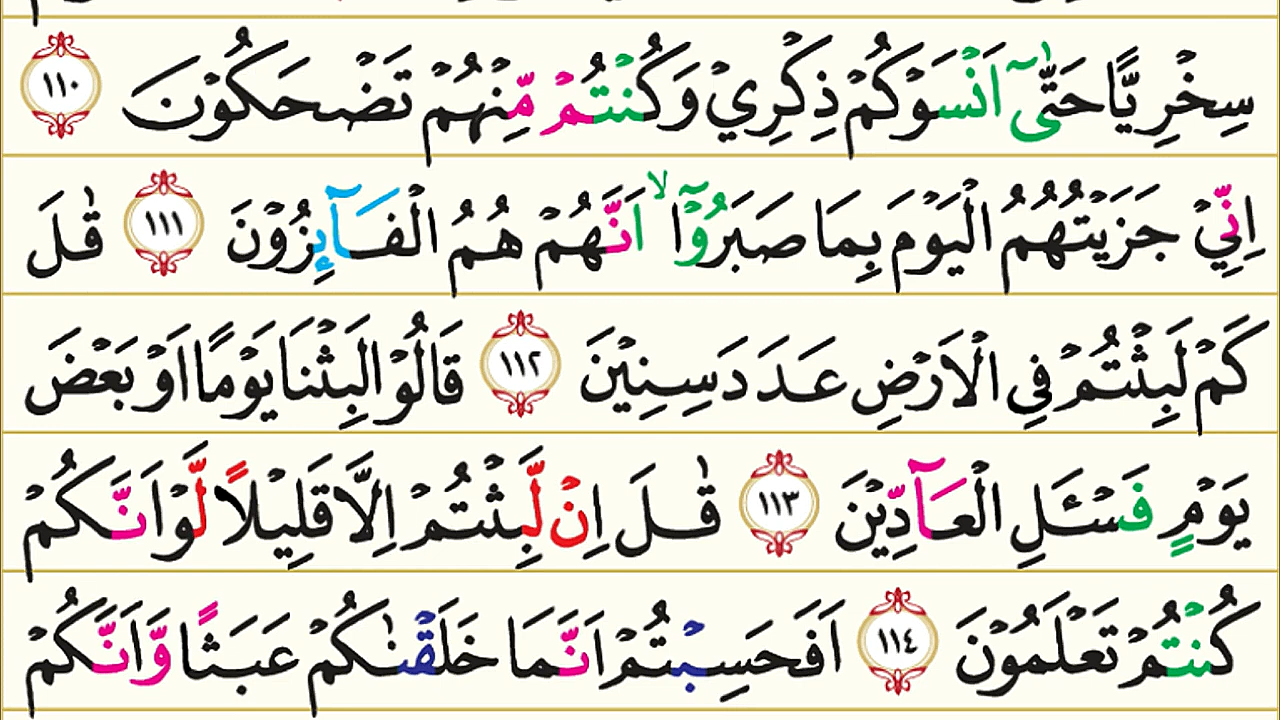 سِخْرِيًّا حَتّٰىٓ اَنْسَوْكُمْ ذِكْرِيْ وَكُنْتُمْ مِّنْهُمْ تَضْحَكُوْنَ ١١٠
اِنِّيْ جَزَيْتُهُمُ الْيَوْمَ بِمَا صَبَرُوْٓا ۙ اَنَّهُمْ هُمُ الْفَآئِزُوْنَ ١١١ قٰلَ
كَمْ لَبِثْتُمْ فِي الْاَرْضِ عَدَدَ سِنِيْنَ ١١٢ قَالُوْا لَبِثْنَا يَوْمًا اَوْ بَعْضَ
يَوْمٍ فَسْـَٔلِ الْعَآدِّيْنَ ١١٣ قٰلَ اِنْ لَّبِثْتُمْ اِلَّا قَلِيْلًا لَّوْ اَنَّكُمْ
كُنْتُمْ تَعْلَمُوْنَ ١١٤ اَفَحَسِبْتُمْ اَنَّمَا خَلَقْنٰكُمْ عَبَثًا وَّاَنَّكُمْ